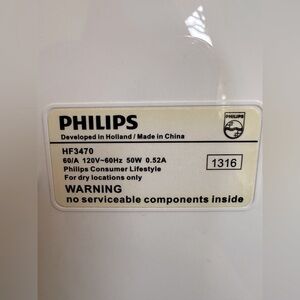 PHILIPS
PHILIPS
Developed in Holland / Made in China
HF3470
60/A 120V~60Hz 50W 0.52A
Philips Consumer Lifestyle
For dry locations only
1316
WARNING
no serviceable components inside